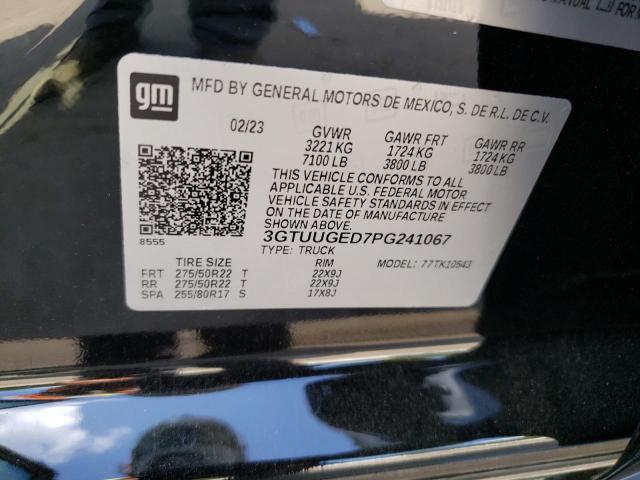 MANUAL
FOR
gm
MFD BY GENERAL MOTORS DE MEXICO, S. DE R.L. DE C.V.
02/23 GVWR GAWR FRT GAWR RR
3221 KG 1724 KG 1724 KG
7100 LB 3800 LB 3800 LB
THIS VEHICLE CONFORMS TO ALL
APPLICABLE U.S. FEDERAL MOTOR
VEHICLE SAFETY STANDARDS IN
EFFECT ON THE DATE OF MANUFACTURE
SHOWN ABOVE.
8555
3GTUUGED7PG241067
TYPE: TRUCK MODEL: 77TK10543
TIRE SIZE RIM
FRT 275/50R22 T 22X9J
RR 275/50R22 T 22X9J
SPA 255/80R17 S 17X8J